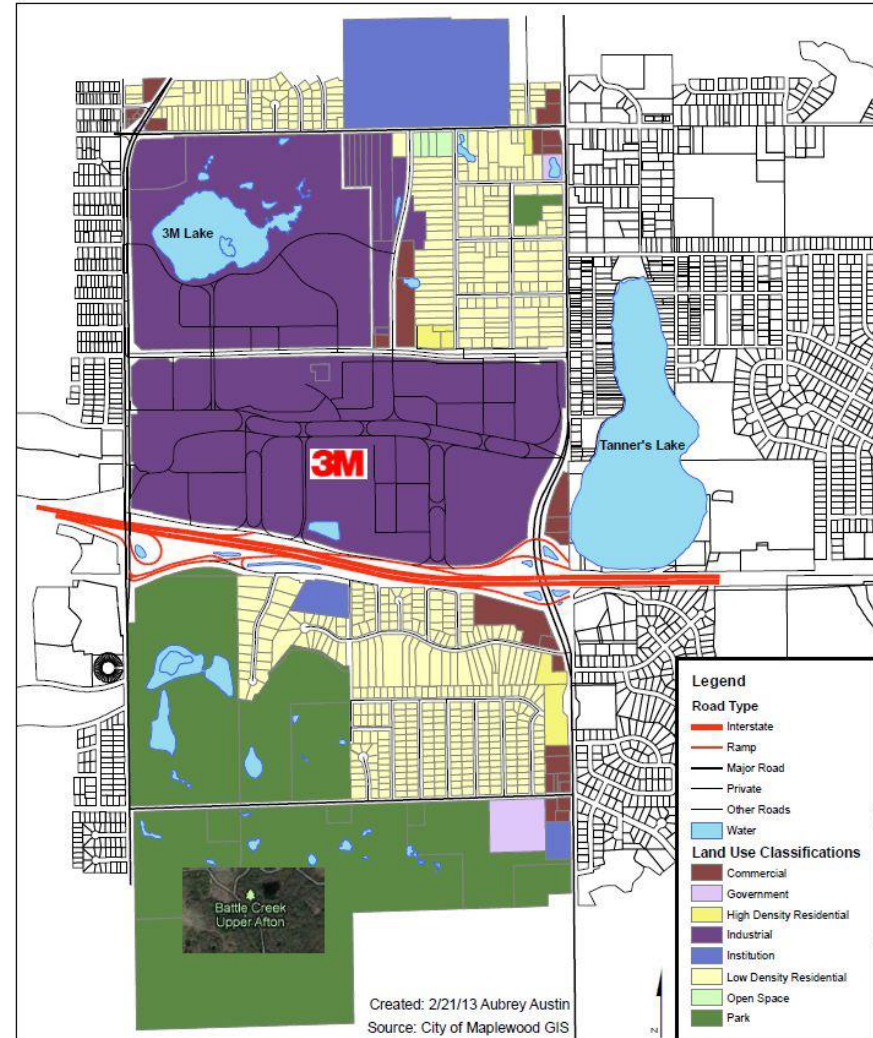 3M Lake
3M
Tanner's Lake
Battle Creek
Upper Afton
Legend
Road Type
Interstate
Ramp
Major Road
Private
Other Roads
Water
Land Use Classifications
Commercial
Government
High Density Residential
Industrial
Institution
Low Density Residential
Open Space
Park
Created: 2/21/13 Aubrey Austin
Source: City of Maplewood GIS
N